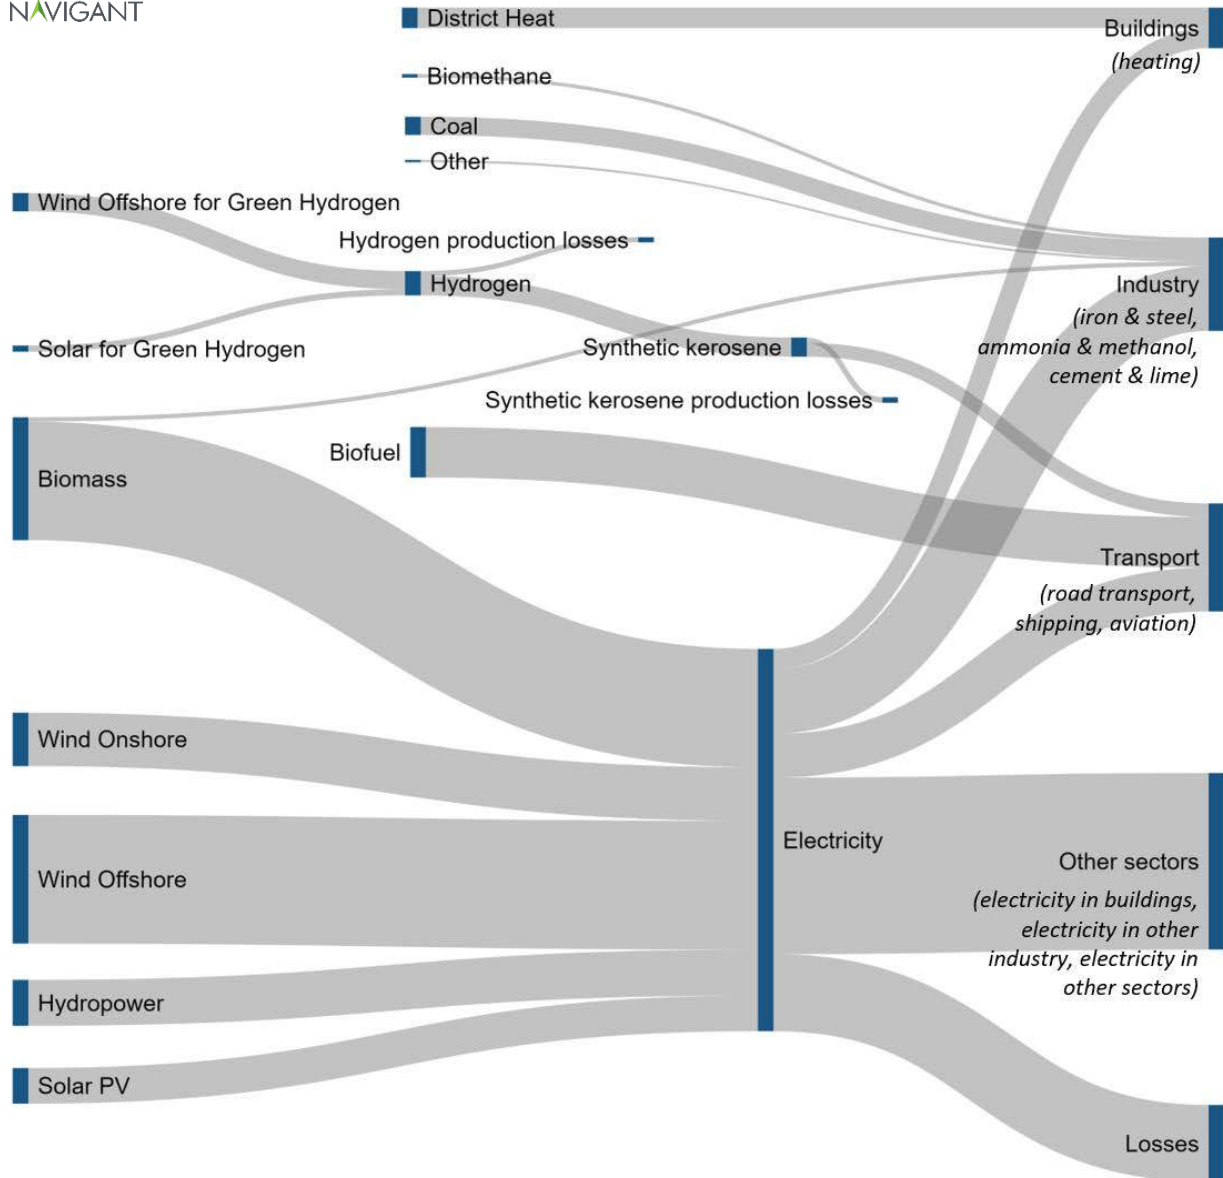 NAVIGANT
District Heat
Buildings
(heating)
Biomethane
Coal
Other
Wind Offshore for Green Hydrogen
Hydrogen production losses
Hydrogen
Industry
(iron & steel,
ammonia & methanol,
cement & lime)
Solar for Green Hydrogen
Synthetic kerosene
Synthetic kerosene production losses
Biofuel
Biomass
Transport
(road transport,
shipping, aviation)
Wind Onshore
Electricity
Other sectors
(electricity in buildings,
electricity in other
industry, electricity in
other sectors)
Wind Offshore
Hydropower
Solar PV
Losses